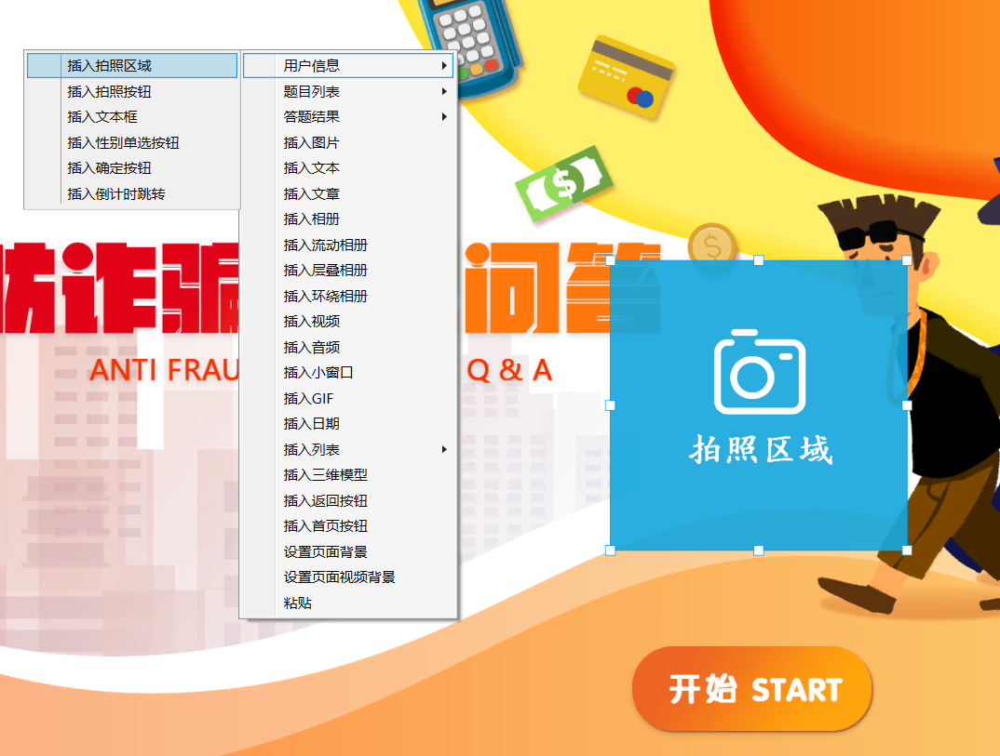 插入拍照区域
插入拍照按钮
插入文本框
插入性别单选按钮
插入确定按钮
插入倒计时跳转
用户信息
题目列表
答题结果
插入图片
插入文本
插入文章
插入相册
插入流动相册
插入层叠相册
插入环绕相册
插入视频
插入音频
插入小窗口
插入GIF
插入日期
插入列表
插入三维模型
插入返回按钮
插入首页按钮
设置页面背景
设置页面视频背景
粘贴
防诈骗 问答
ANTI FRAU Q & A
拍照区域
开始 START